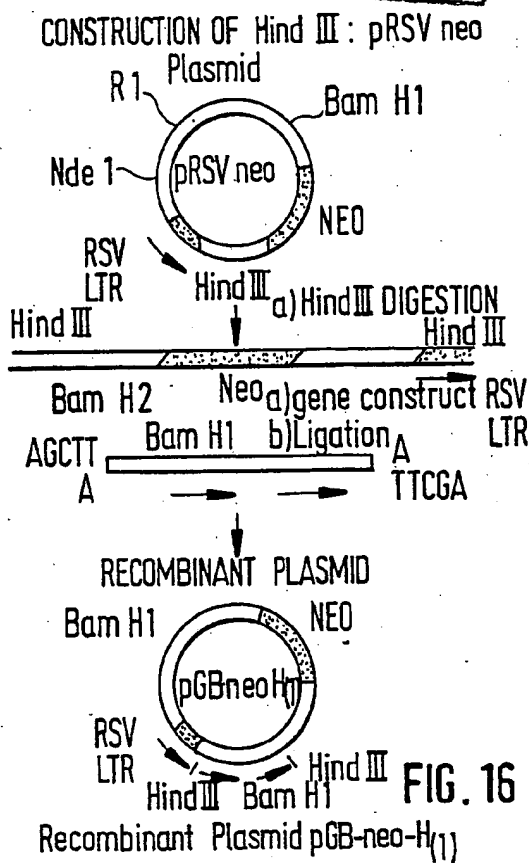 CONSTRUCTION OF Hind III : pRSV neo
Plasmid
R1
Bam H1
Nde 1
pRSV.neo
NEO
RSV
LTR
Hind III
a) Hind III DIGESTION
Hind III
Hind III
Bam H2
Neo
a) gene construct
RSV
LTR
Bam H1
b) Ligation
AGCTT
A
A
TTCGA
RECOMBINANT PLASMID
Bam H1
NEO
pGB-neo H(1)
RSV
LTR
Hind III
Bam H1
Hind III
FIG. 16
Recombinant Plasmid pGB-neo-H(1)